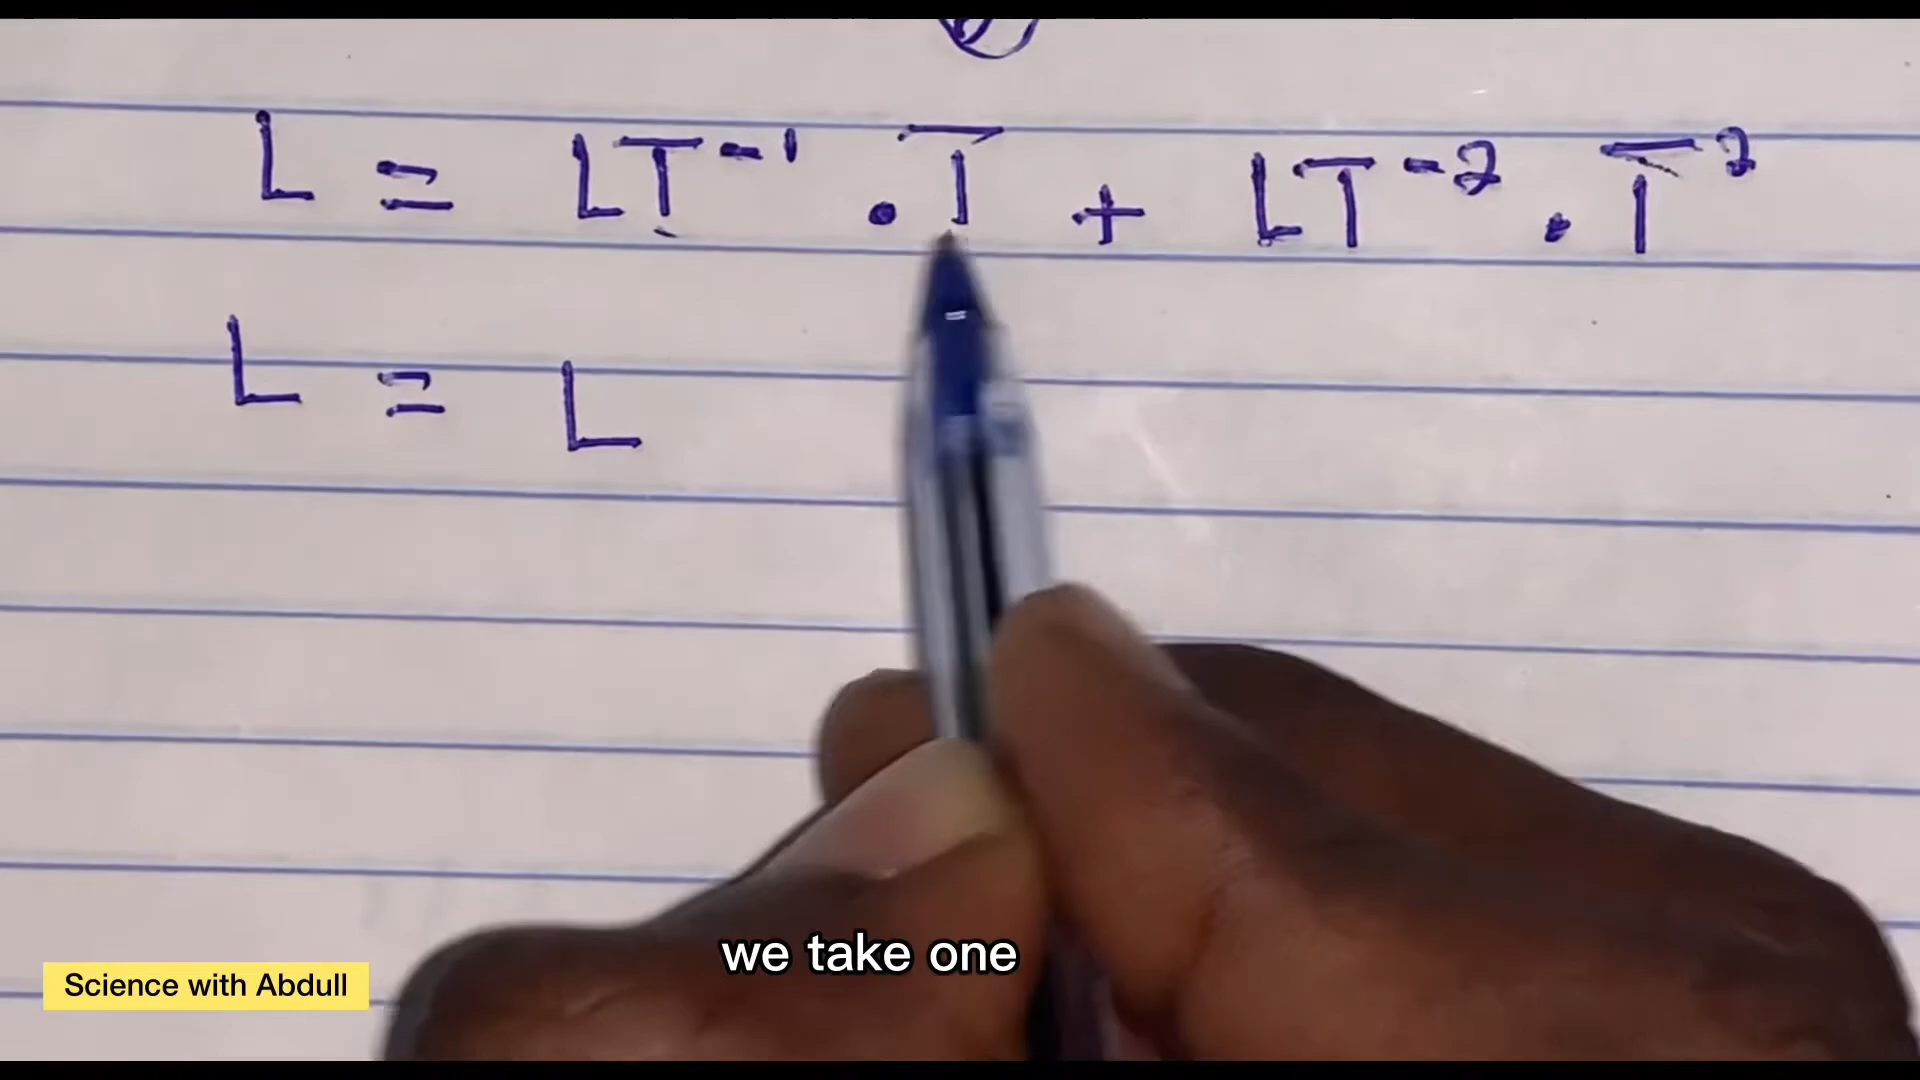 L = LT⁻¹ . T + LT⁻² . T²
L = L
we take one
Science with Abdull